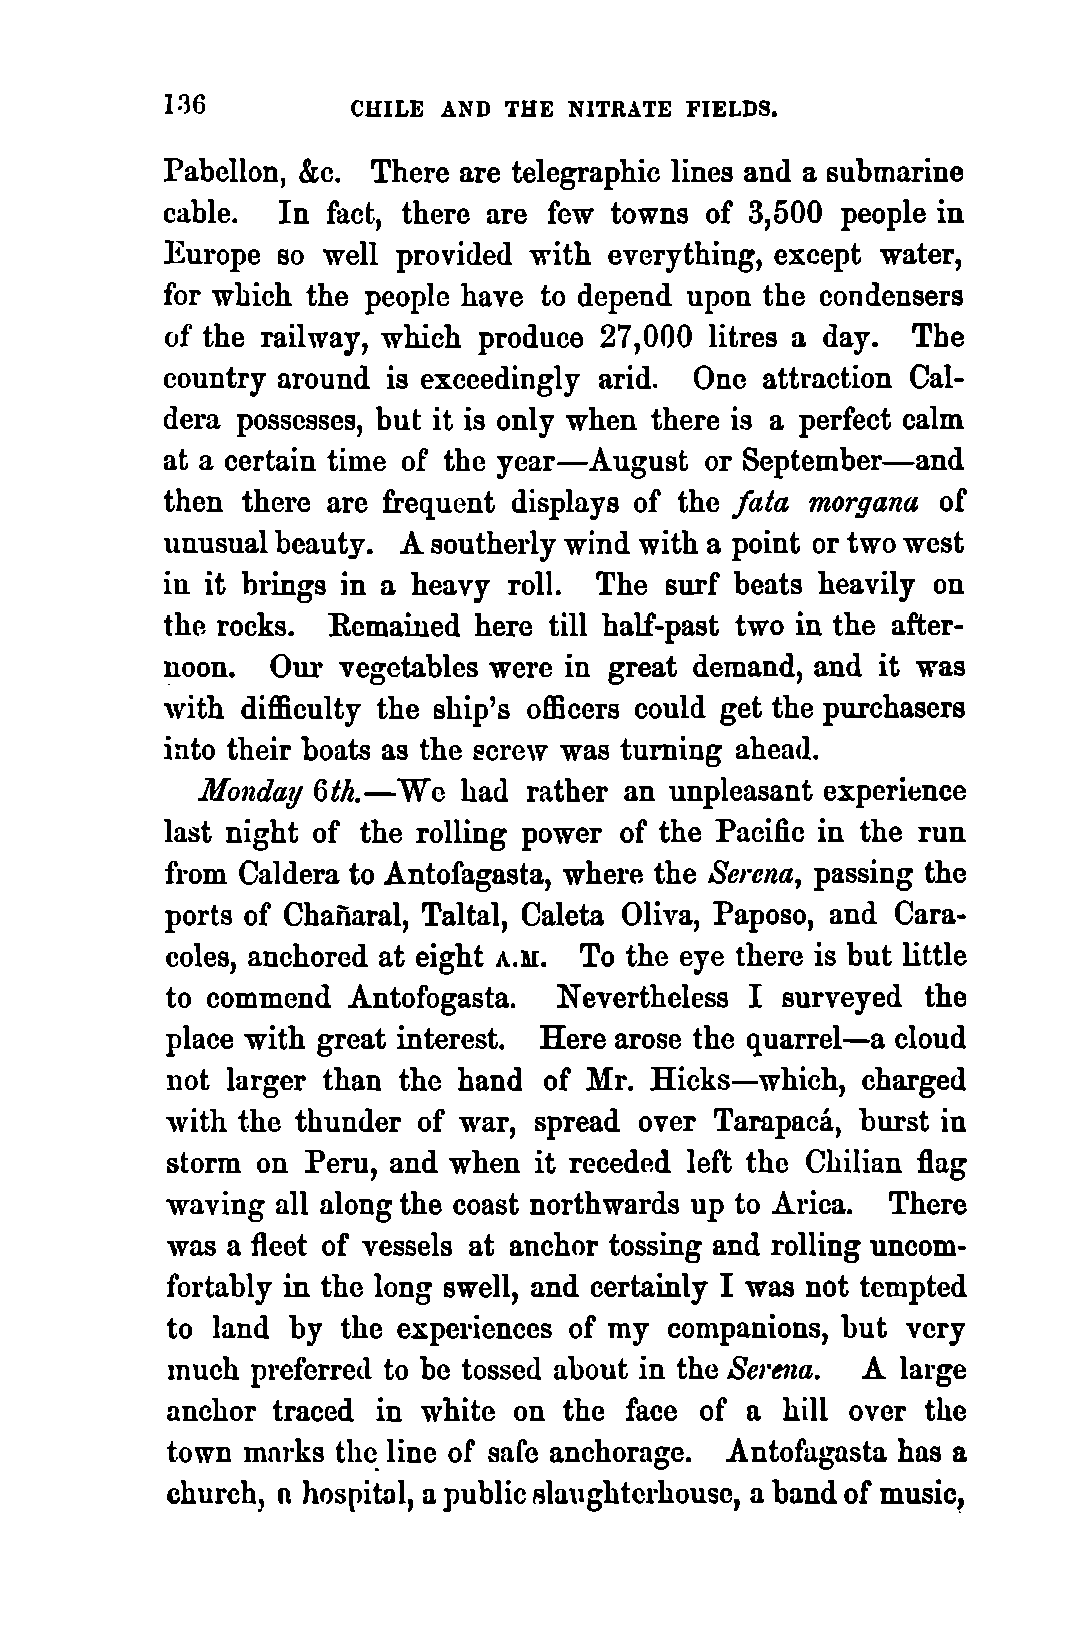 136 CHILE AND THE NITRATE FIELDS.
Pabellon, &c. There are telegraphic lines and a submarine
cable. In fact, there are few towns of 3,500 people in
Europe so well provided with everything, except water,
for which the people have to depend upon the condensers
of the railway, which produce 27,000 litres a day. The
country around is exceedingly arid. One attraction Cal-
dera possesses, but it is only when there is a perfect calm
at a certain time of the year—August or September—and
then there are frequent displays of the fata morgana of
unusual beauty. A southerly wind with a point or two west
in it brings in a heavy roll. The surf beats heavily on
the rocks. Remained here till half-past two in the after-
noon. Our vegetables were in great demand, and it was
with difficulty the ship's officers could get the purchasers
into their boats as the screw was turning ahead.
Monday 6th.—We had rather an unpleasant experience
last night of the rolling power of the Pacific in the run
from Caldera to Antofagasta, where the Serena, passing the
ports of Chañaral, Taltal, Caleta Oliva, Paposo, and Cara-
coles, anchored at eight A.M. To the eye there is but little
to commend Antofogasta. Nevertheless I surveyed the
place with great interest. Here arose the quarrel—a cloud
not larger than the hand of Mr. Hicks—which, charged
with the thunder of war, spread over Tarapacá, burst in
storm on Peru, and when it receded left the Chilian flag
waving all along the coast northwards up to Arica. There
was a fleet of vessels at anchor tossing and rolling uncom-
fortably in the long swell, and certainly I was not tempted
to land by the experiences of my companions, but very
much preferred to be tossed about in the Serena. A large
anchor traced in white on the face of a hill over the
town marks the line of safe anchorage. Antofagasta has a
church, a hospital, a public slaughterhouse, a band of music,